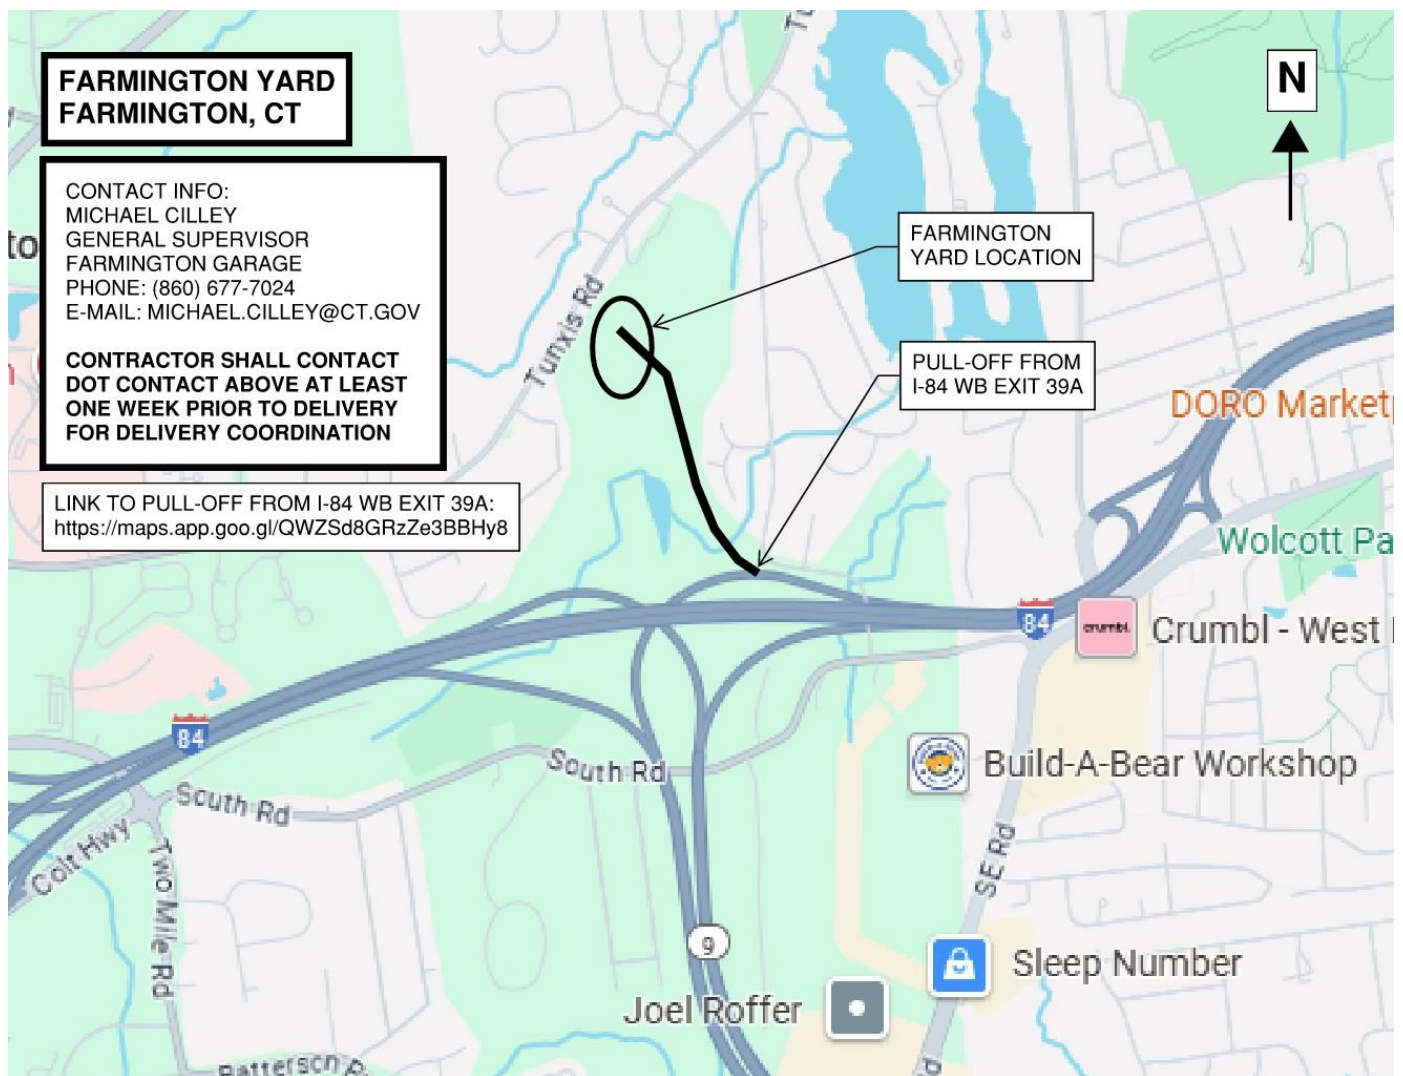 FARMINGTON YARD
FARMINGTON, CT
CONTACT INFO:
MICHAEL CILLEY
GENERAL SUPERVISOR
FARMINGTON GARAGE
PHONE: (860) 677-7024
E-MAIL: MICHAEL.CILLEY@CT.GOV
CONTRACTOR SHALL CONTACT
DOT CONTACT ABOVE AT LEAST
ONE WEEK PRIOR TO DELIVERY
FOR DELIVERY COORDINATION
LINK TO PULL-OFF FROM I-84 WB EXIT 39A:
https://maps.app.goo.gl/QWZSd8GRzZe3BBHy8
N
FARMINGTON
YARD LOCATION
PULL-OFF FROM
I-84 WB EXIT 39A
Tu
to
n
Tunxis Rd
DORO Market
Wolcott Pa
84
crumbl
Crumbl - West
84
Build-A-Bear Workshop
South Rd
South Rd
Colt Hwy
Two Mile Rd
SE Rd
9
Sleep Number
Joel Roffer
d